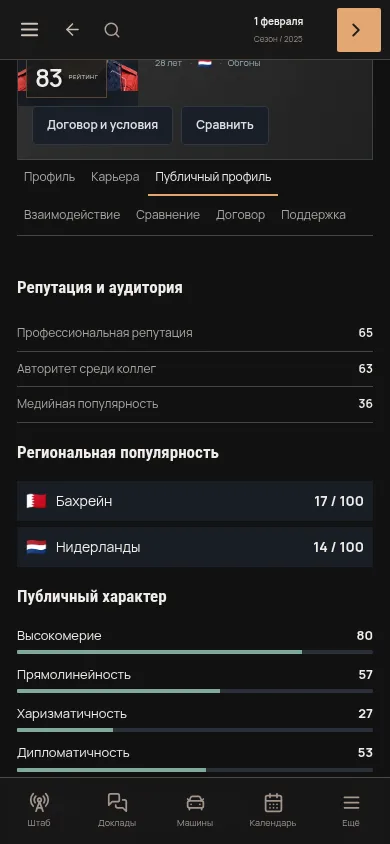 1 февраля
Сезон / 2025
83 РЕЙТИНГ
28 лет · 🇳🇱 · Обгоны
Договор и условия
Сравнить
Профиль Карьера Публичный профиль
Взаимодействие Сравнение Договор Поддержка
Репутация и аудитория
Профессиональная репутация 65
Авторитет среди коллег 63
Медийная популярность 36
Региональная популярность
Бахрейн 17 / 100
Нидерланды 14 / 100
Публичный характер
Высокомерие 80
Прямолинейность 57
Харизматичность 27
Дипломатичность 53
Штаб Доклады Машины Календарь Ещё